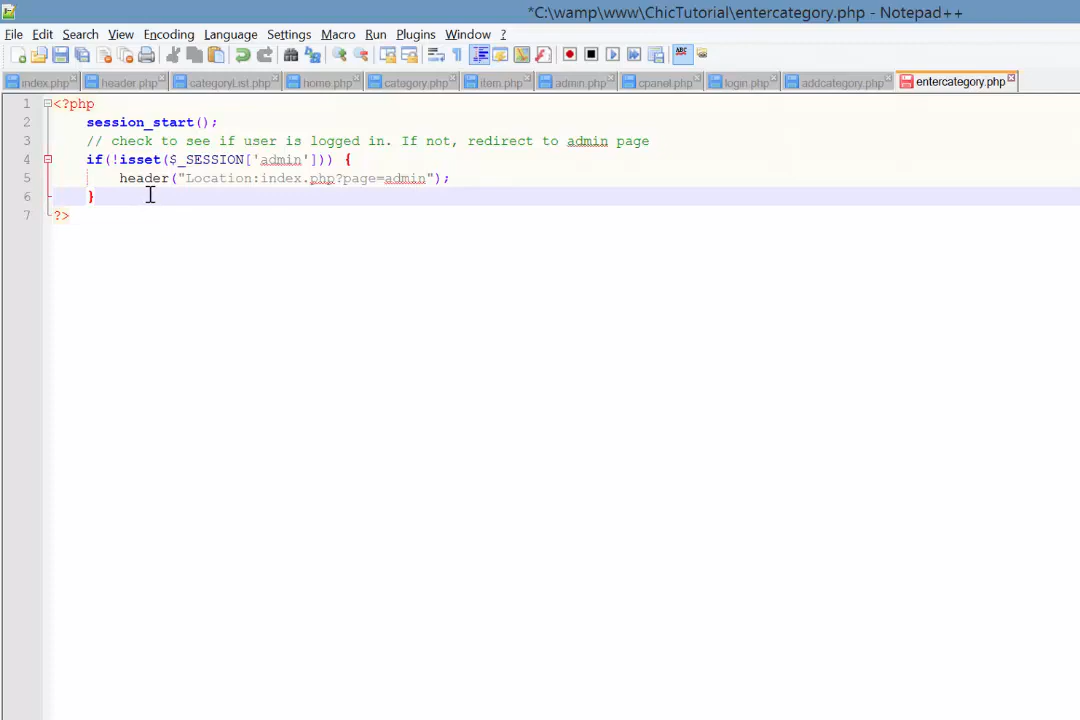 *C:\wamp\www\ChicTutorial\entercategory.php - Notepad++
File Edit Search View Encoding Language Settings Macro Run Plugins Window ?
index.php header.php categoryList.php home.php category.php item.php admin.php cpanel.php login.php addcategory.php entercategory.php
1 <?php
2 session_start();
3 // check to see if user is logged in. If not, redirect to admin page
4 if(!isset($_SESSION['admin'])) {
5 header("Location:index.php?page=admin");
6 }
7 ?>